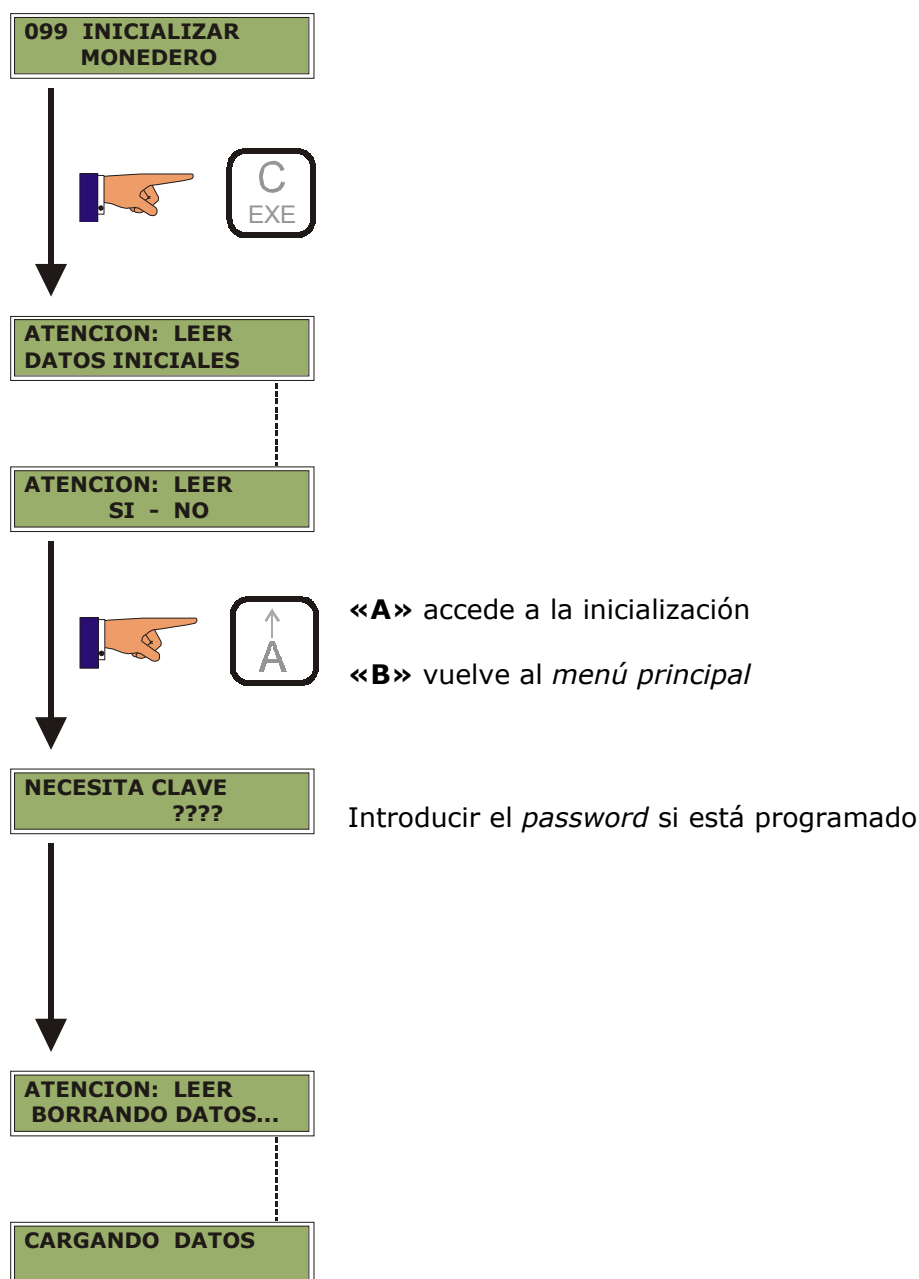 099 INICIALIZAR
MONEDERO
C
EXE
ATENCION: LEER
DATOS INICIALES
ATENCION: LEER
SI - NO
A
«A» accede a la inicialización
«B» vuelve al menú principal
NECESITA CLAVE
????
Introducir el password si está programado
ATENCION: LEER
BORRANDO DATOS...
CARGANDO DATOS